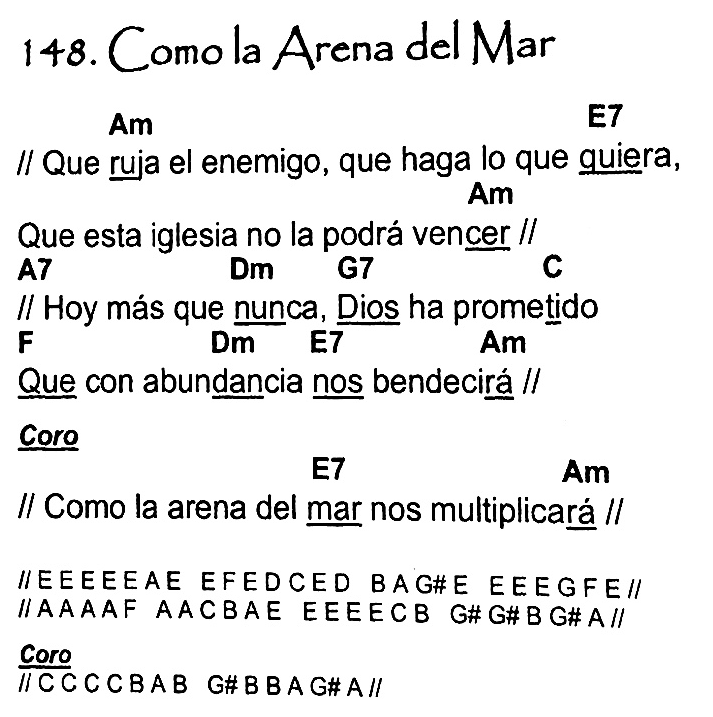 148. Como la Arena del Mar
Am E7
// Que ruja el enemigo, que haga lo que quiera,
Am
Que esta iglesia no la podrá vencer //
A7 Dm G7 C
// Hoy más que nunca, Dios ha prometido
F Dm E7 Am
Que con abundancia nos bendecirá //
Coro
E7 Am
// Como la arena del mar nos multiplicará //
//E E E E E A E E F E D C E D B A G# E E E E G F E//
//A A A A F A A C B A E E E E E C B G# G# B G# A//
Coro
//C C C C B A B G# B B A G# A//